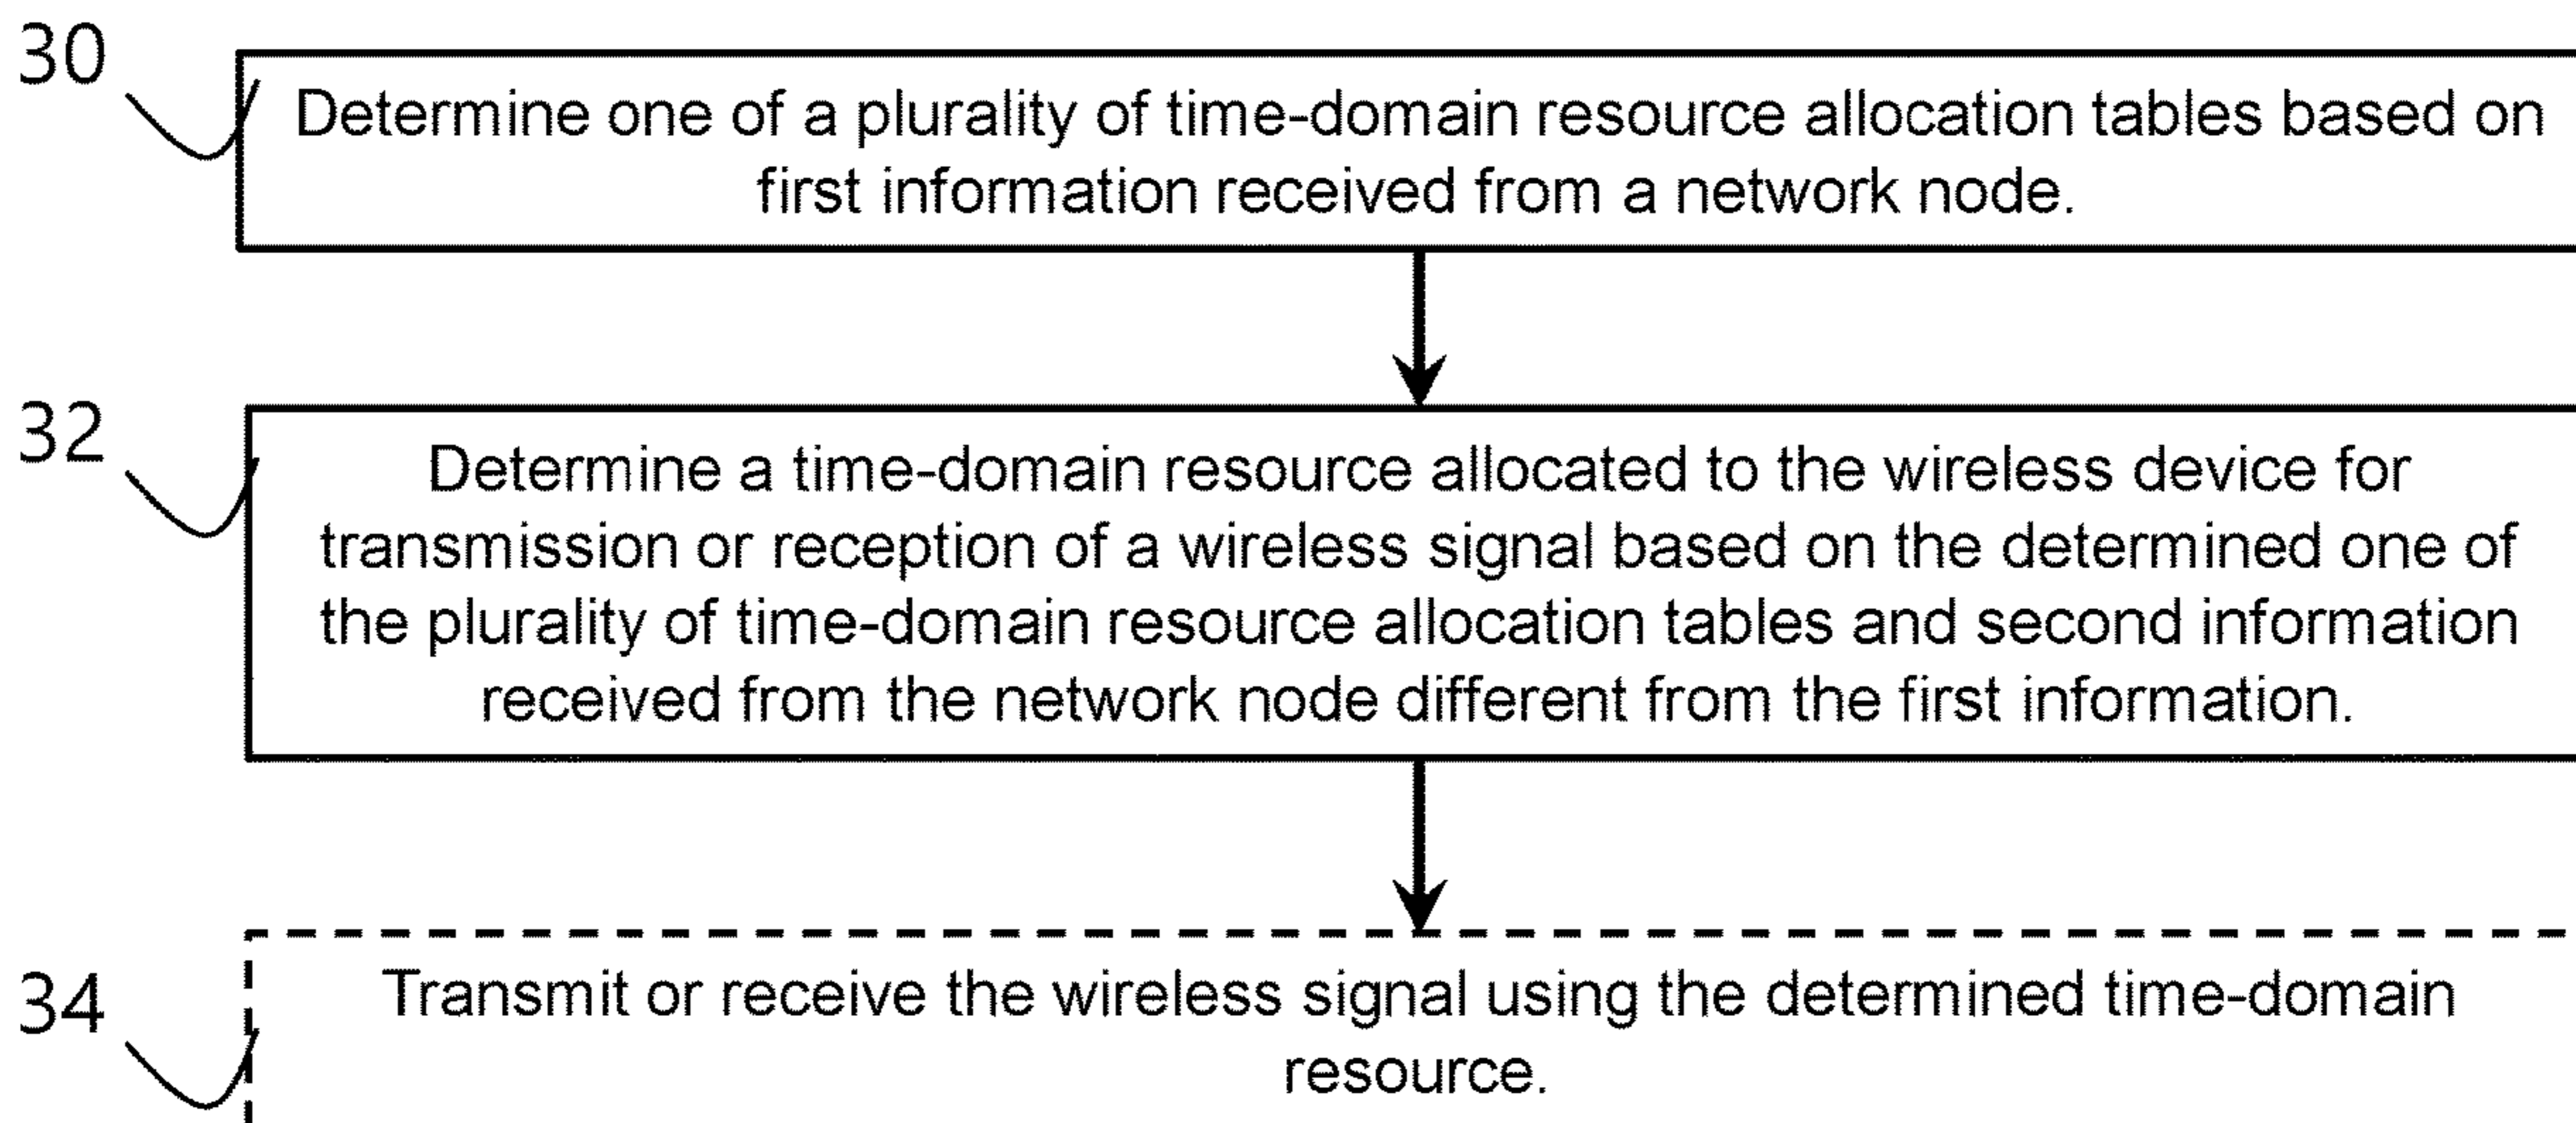 30
Determine one of a plurality of time-domain resource allocation tables based on
first information received from a network node.
32
Determine a time-domain resource allocated to the wireless device for
transmission or reception of a wireless signal based on the determined one of
the plurality of time-domain resource allocation tables and second information
received from the network node different from the first information.
34
Transmit or receive the wireless signal using the determined time-domain
resource.